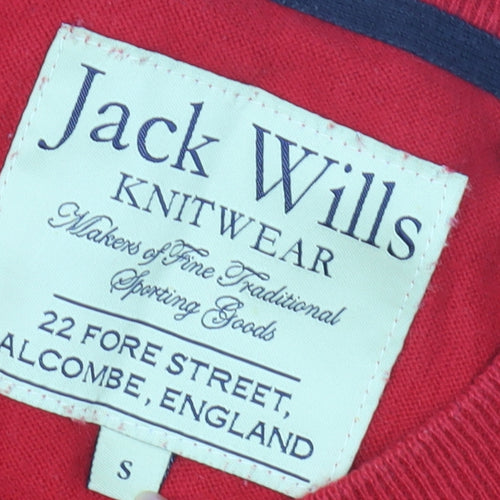 Jack Wills
KNITWEAR
Makers of Fine Traditional
Sporting Goods
22 FORE STREET,
ALCOMBE, ENGLAND
S